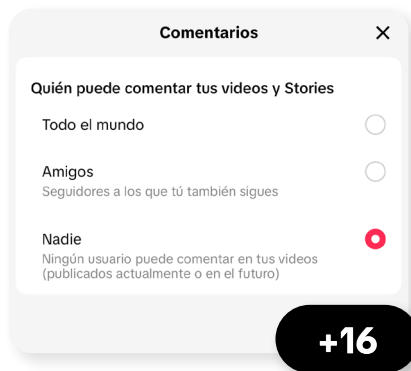 Comentarios
Quién puede comentar tus videos y Stories
Todo el mundo
Amigos
Seguidores a los que tú también sigues
Nadie
Ningún usuario puede comentar en tus videos
(publicados actualmente o en el futuro)
+16